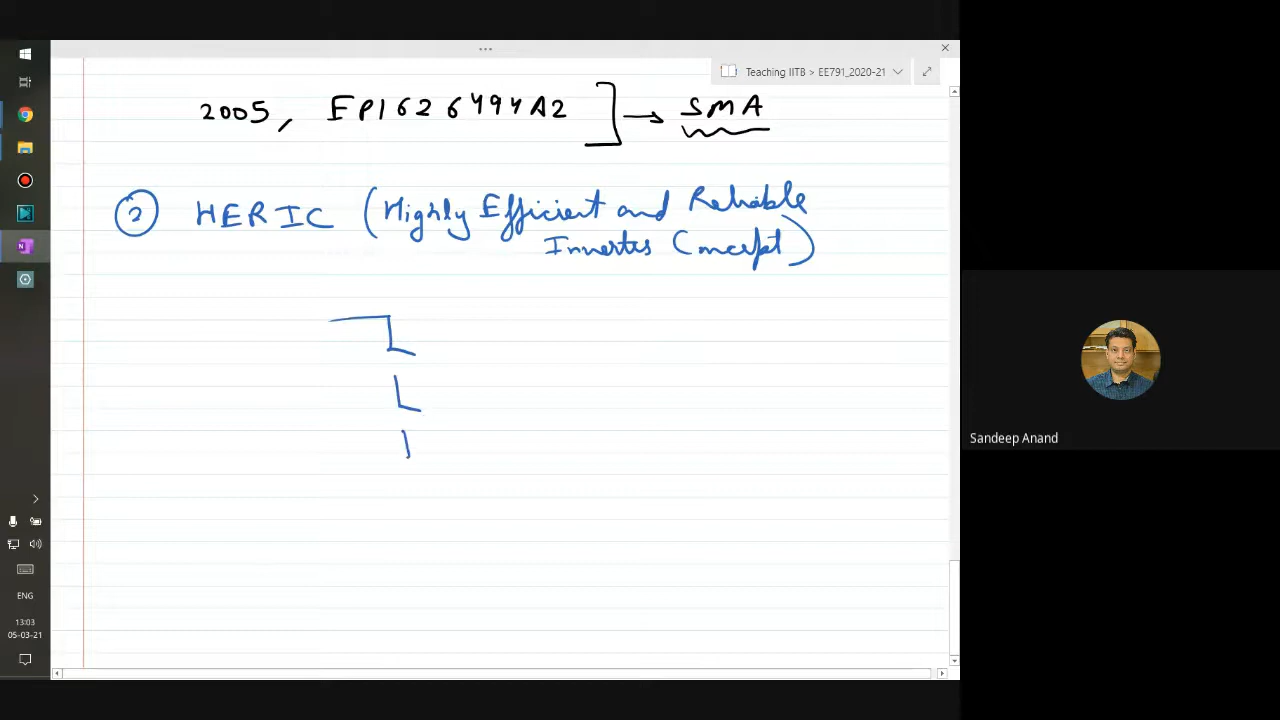 Teaching IITB > EE791_2020-21
2005, EP1626494A2 ] → SMA
② HERIC (Highly Efficient and Reliable
Inverter Concept)
Sandeep Anand
ENG
13:03
05-03-21